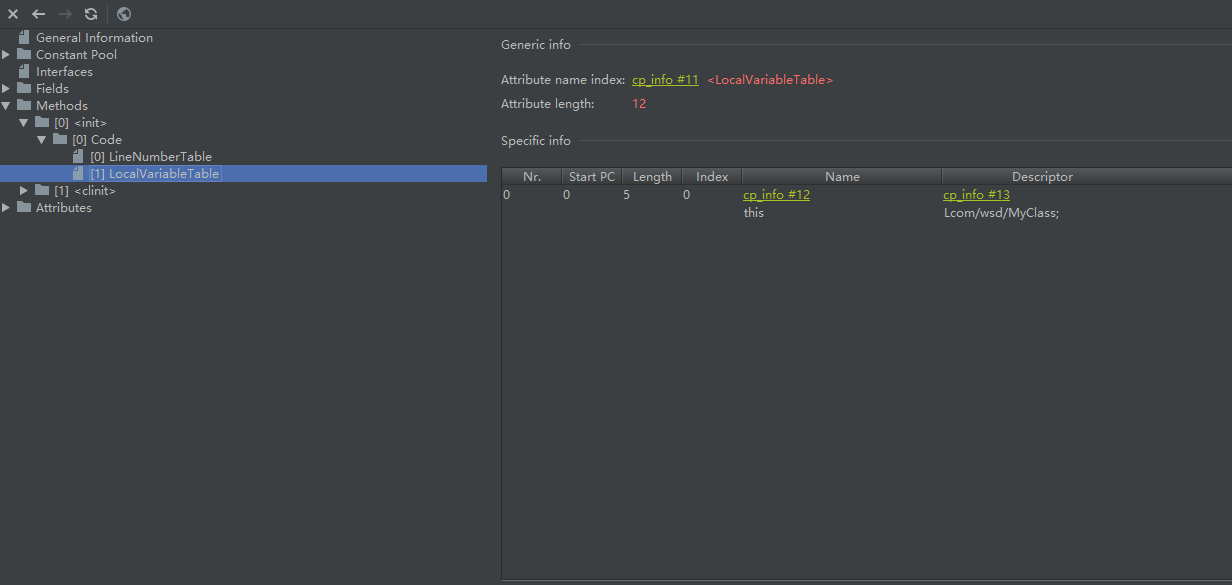 General Information
Constant Pool
Interfaces
Fields
Methods
[0] <init>
[0] Code
[0] LineNumberTable
[1] LocalVariableTable
[1] <clinit>
Attributes
Generic info
Attribute name index: cp_info #11 <LocalVariableTable>
Attribute length: 12
Specific info
Nr. Start PC Length Index Name Descriptor
0 0 5 0 cp_info #12 cp_info #13
this Lcom/wsd/MyClass;